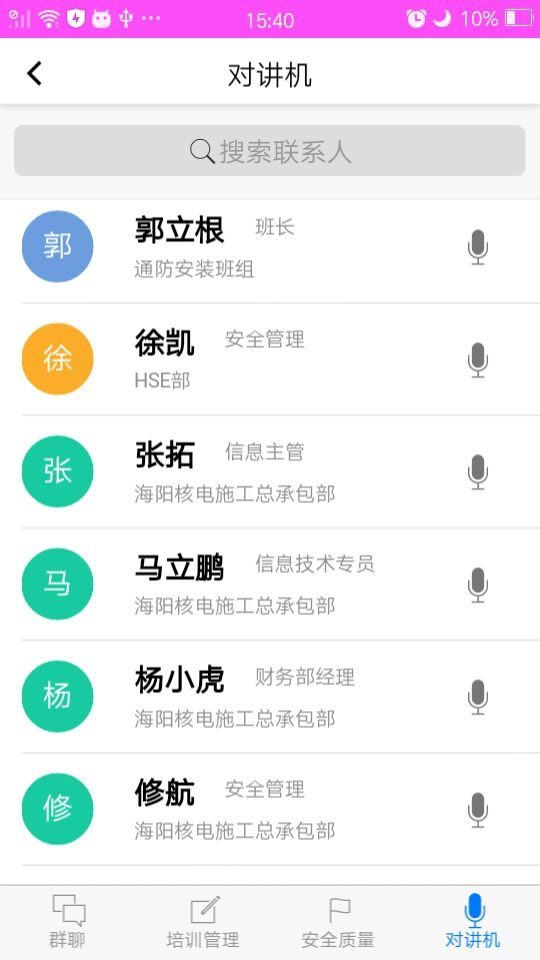 15:40
10%
对讲机
搜索联系人
郭
郭立根 班长
通防安装班组
徐
徐凯 安全管理
HSE部
张
张拓 信息主管
海阳核电施工总承包部
马
马立鹏 信息技术专员
海阳核电施工总承包部
杨
杨小虎 财务部经理
海阳核电施工总承包部
修
修航 安全管理
海阳核电施工总承包部
群聊 培训管理 安全质量 对讲机